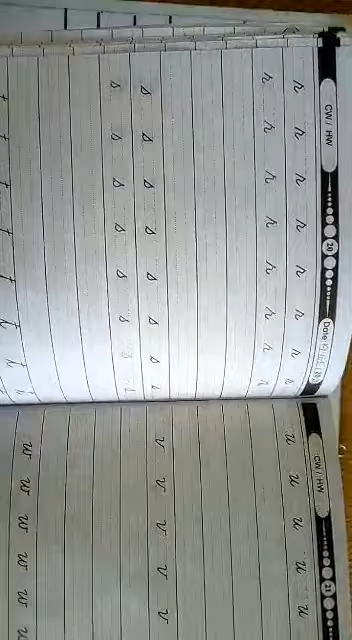 CW / HW 20 Date
r r r r r r r r
r r r r r r r r
s s s s s s s s
s s s s s s
t t t t t t t t
CW / HW 21
u u u u u
v v v v v
w w w w w